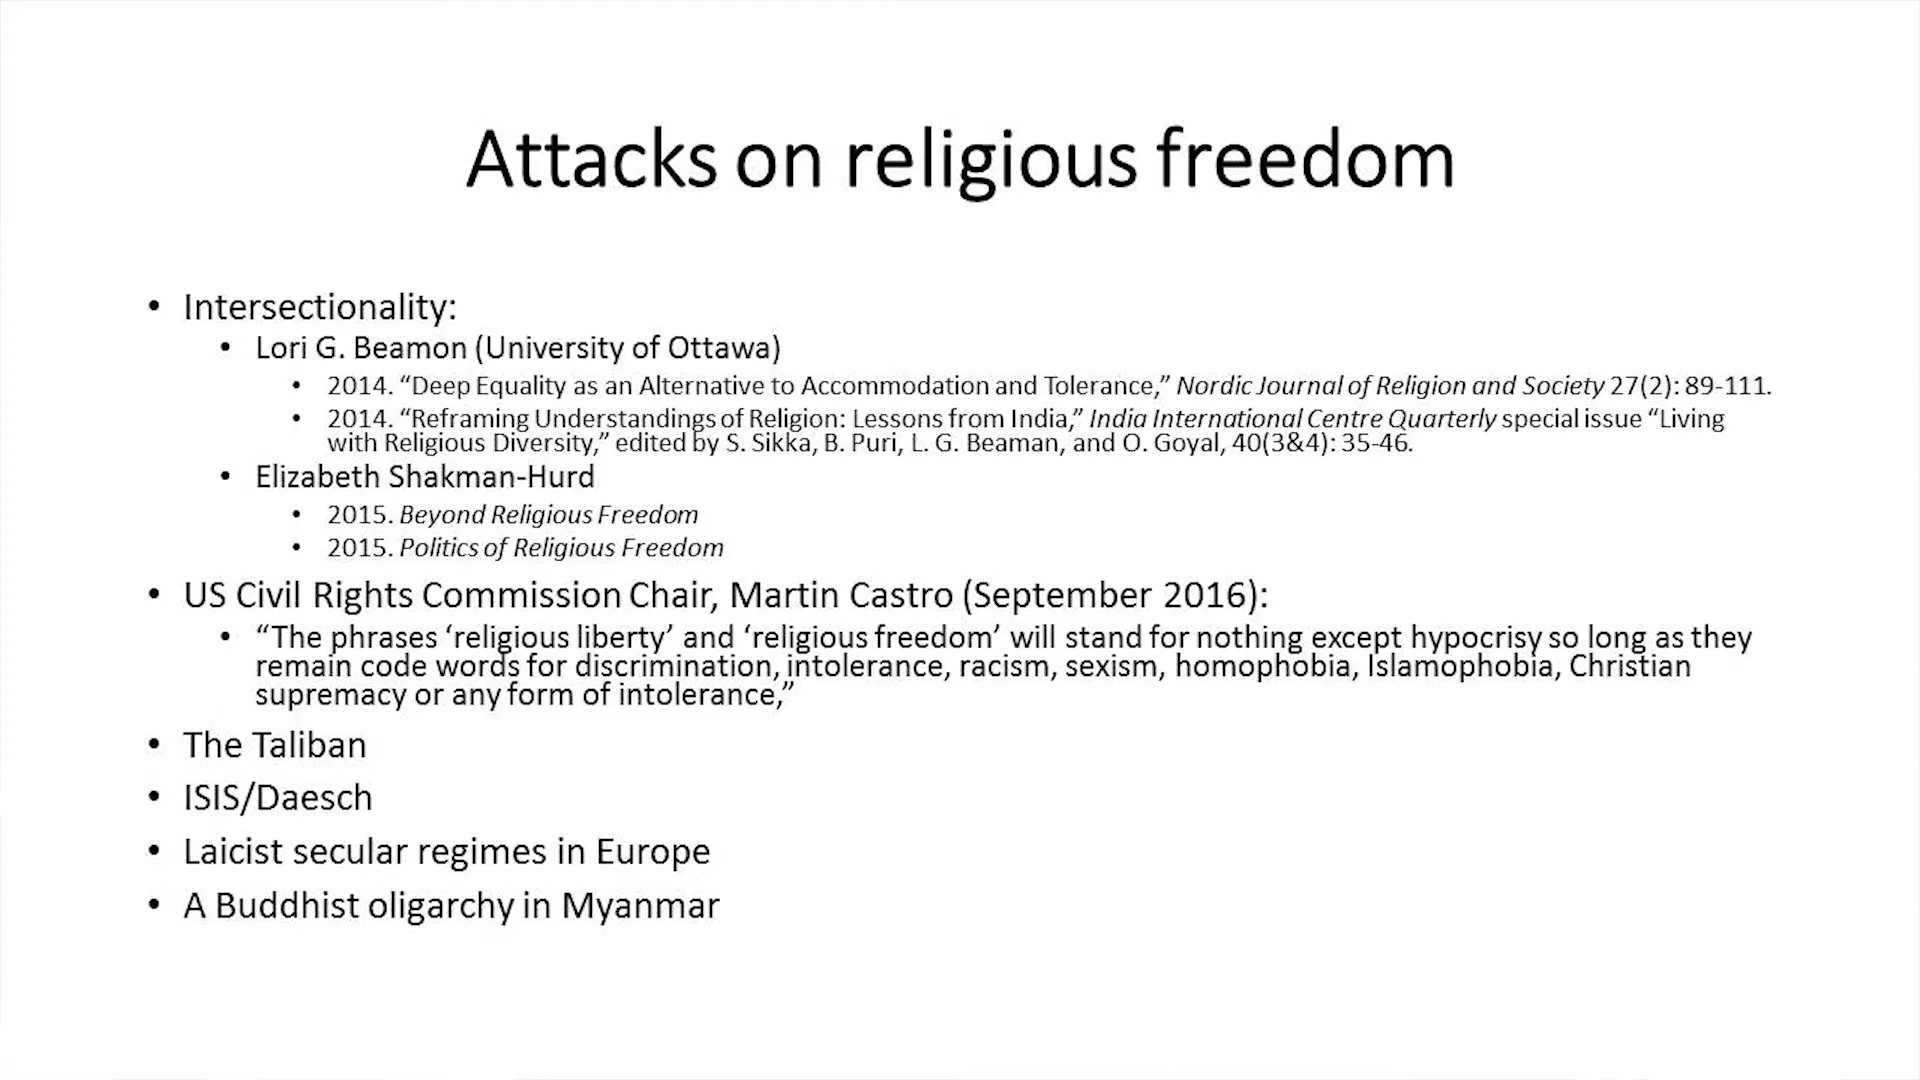 Attacks on religious freedom
• Intersectionality:
• Lori G. Beamon (University of Ottawa)
• 2014. “Deep Equality as an Alternative to Accommodation and Tolerance,” Nordic Journal of Religion and Society 27(2): 89-111.
• 2014. “Reframing Understandings of Religion: Lessons from India,” India International Centre Quarterly special issue “Living
with Religious Diversity,” edited by S. Sikka, B. Puri, L. G. Beaman, and O. Goyal, 40(3&4): 35-46.
• Elizabeth Shakman-Hurd
• 2015. Beyond Religious Freedom
• 2015. Politics of Religious Freedom
• US Civil Rights Commission Chair, Martin Castro (September 2016):
• “The phrases ‘religious liberty’ and ‘religious freedom’ will stand for nothing except hypocrisy so long as they
remain code words for discrimination, intolerance, racism, sexism, homophobia, Islamophobia, Christian
supremacy or any form of intolerance,”
• The Taliban
• ISIS/Daesch
• Laicist secular regimes in Europe
• A Buddhist oligarchy in Myanmar